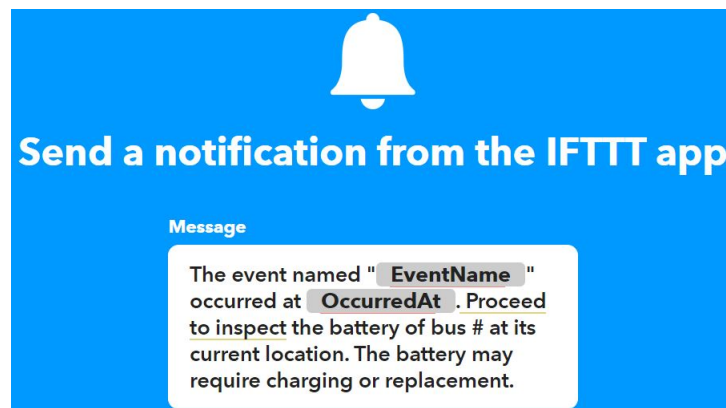 Send a notification from the IFTTT app
Message
The event named " EventName "
occurred at OccurredAt . Proceed
to inspect the battery of bus # at its
current location. The battery may
require charging or replacement.